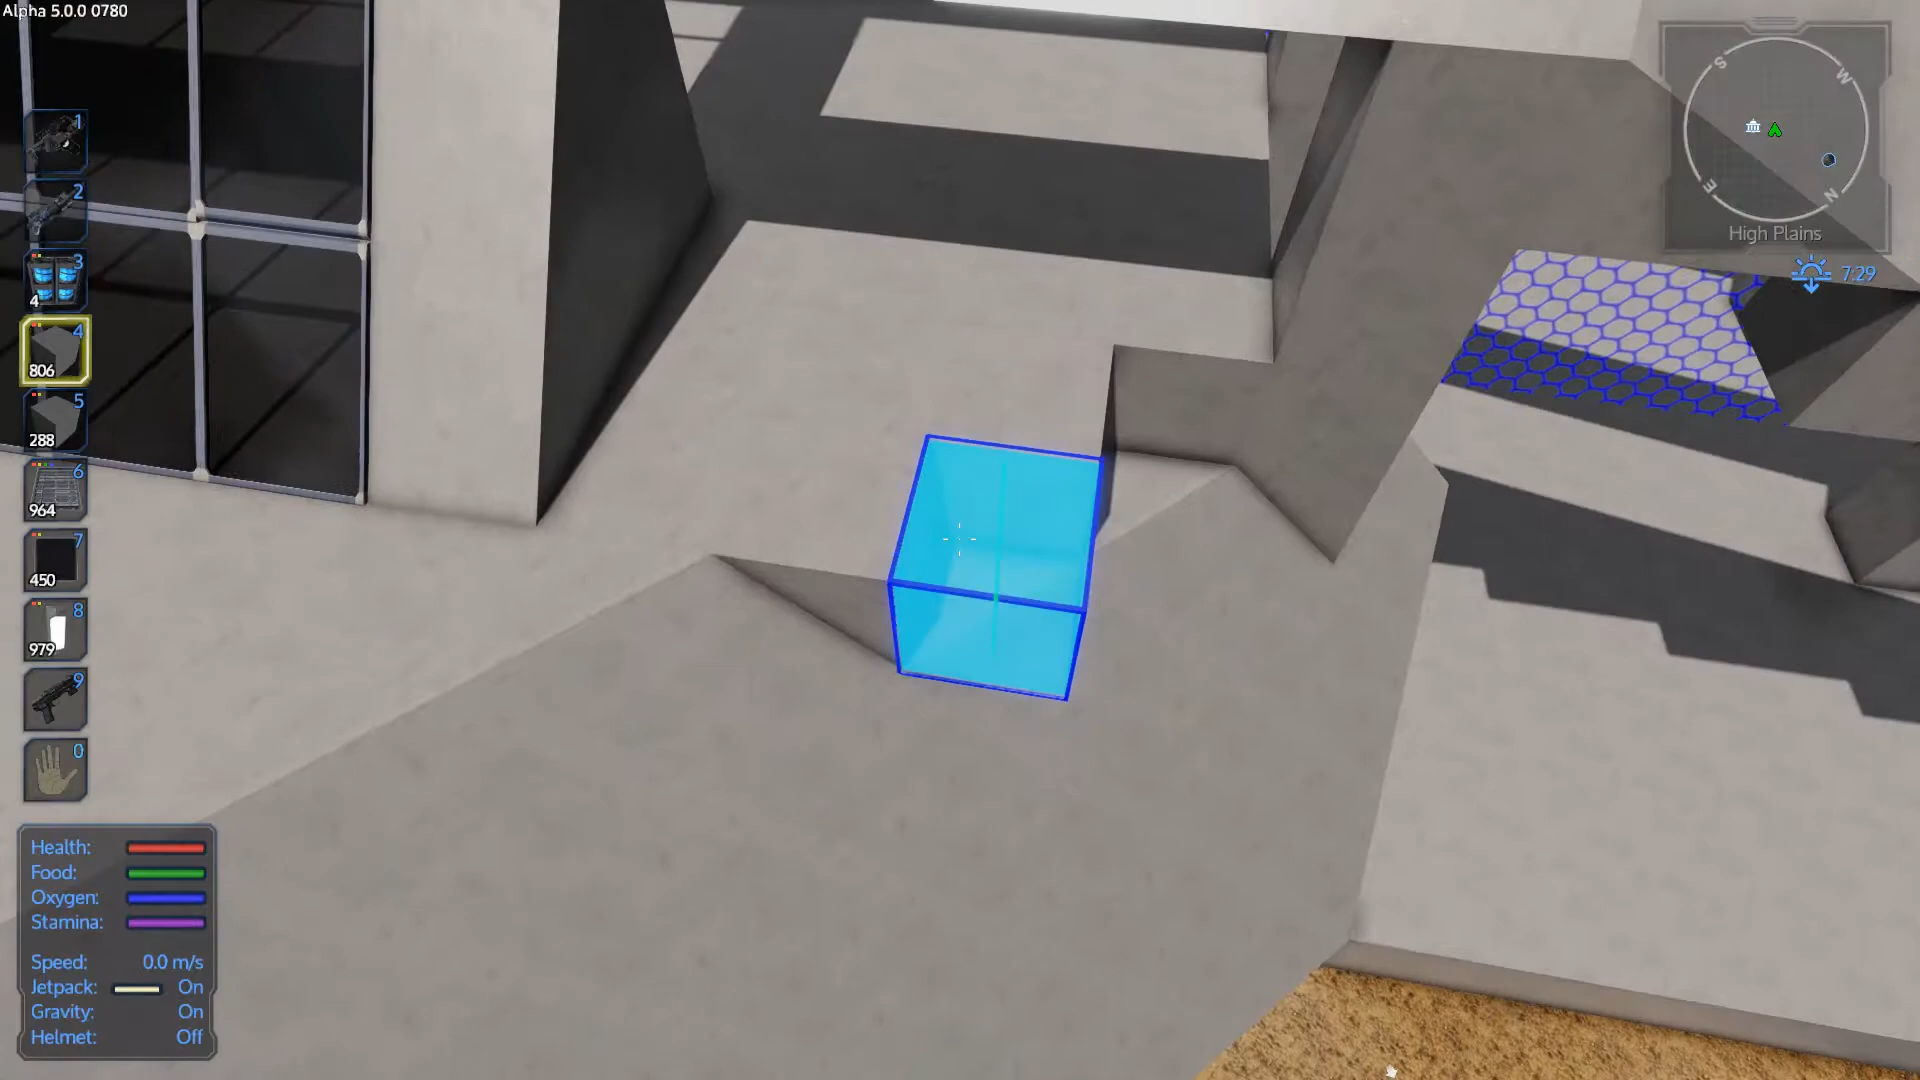 Alpha 5.0.0 0780
S
W
E
N
High Plains
7:29
1
2
3
4
4
806
5
288
6
964
7
450
8
979
9
0
Health:
Food:
Oxygen:
Stamina:
Speed: 0.0 m/s
Jetpack: On
Gravity: On
Helmet: Off